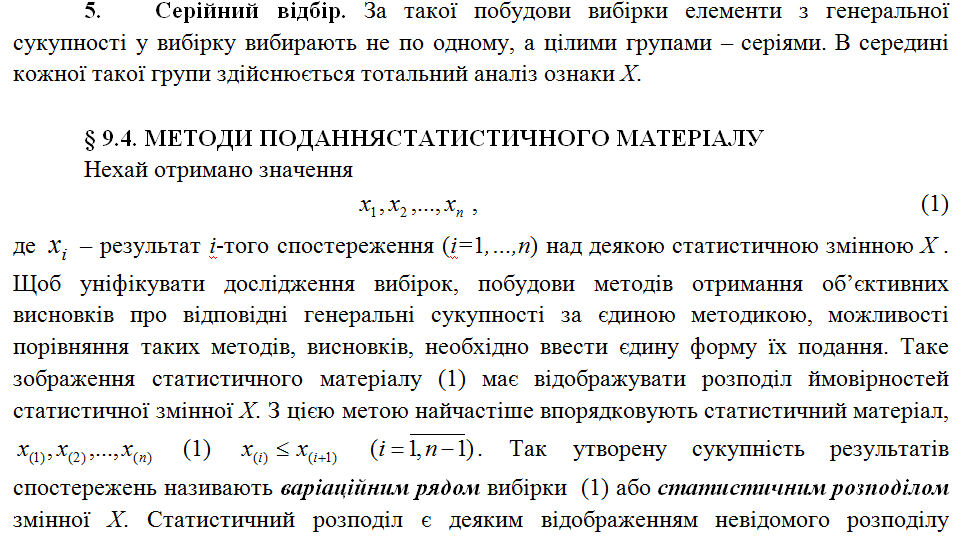 5. Серійний відбір. За такої побудови вибірки елементи з генеральної
сукупності у вибірку вибирають не по одному, а цілими групами – серіями. В середині
кожної такої групи здійснюється тотальний аналіз ознаки X.
§ 9.4. МЕТОДИ ПОДАННЯСТАТИСТИЧНОГО МАТЕРІАЛУ
Нехай отримано значення
x₁, x₂,..., xₙ , (1)
де xᵢ – результат i-того спостереження (i=1,...,n) над деякою статистичною змінною X .
Щоб уніфікувати дослідження вибірок, побудови методів отримання об’єктивних
висновків про відповідні генеральні сукупності за єдиною методикою, можливості
порівняння таких методів, висновків, необхідно ввести єдину форму їх подання. Таке
зображення статистичного матеріалу (1) має відображувати розподіл ймовірностей
статистичної змінної X. З цією метою найчастіше впорядковують статистичний матеріал,
x₍₁₎, x₍₂₎,..., x₍ₙ₎ (1) x₍ᵢ₎ ≤ x₍ᵢ₊₁₎ (i = 1, n −1). Так утворену сукупність результатів
спостережень називають варіаційним рядом вибірки (1) або статистичним розподілом
змінної X. Статистичний розподіл є деяким відображенням невідомого розподілу